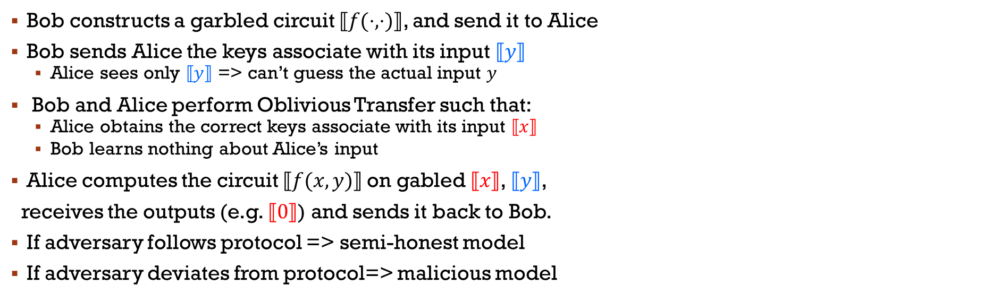 ▪ Bob constructs a garbled circuit ⟦f(·,·)⟧, and send it to Alice
▪ Bob sends Alice the keys associate with its input ⟦y⟧
▪ Alice sees only ⟦y⟧ => can’t guess the actual input y
▪ Bob and Alice perform Oblivious Transfer such that:
▪ Alice obtains the correct keys associate with its input ⟦x⟧
▪ Bob learns nothing about Alice’s input
▪ Alice computes the circuit ⟦f(x, y)⟧ on gabled ⟦x⟧, ⟦y⟧,
receives the outputs (e.g. ⟦0⟧) and sends it back to Bob.
▪ If adversary follows protocol => semi-honest model
▪ If adversary deviates from protocol=> malicious model